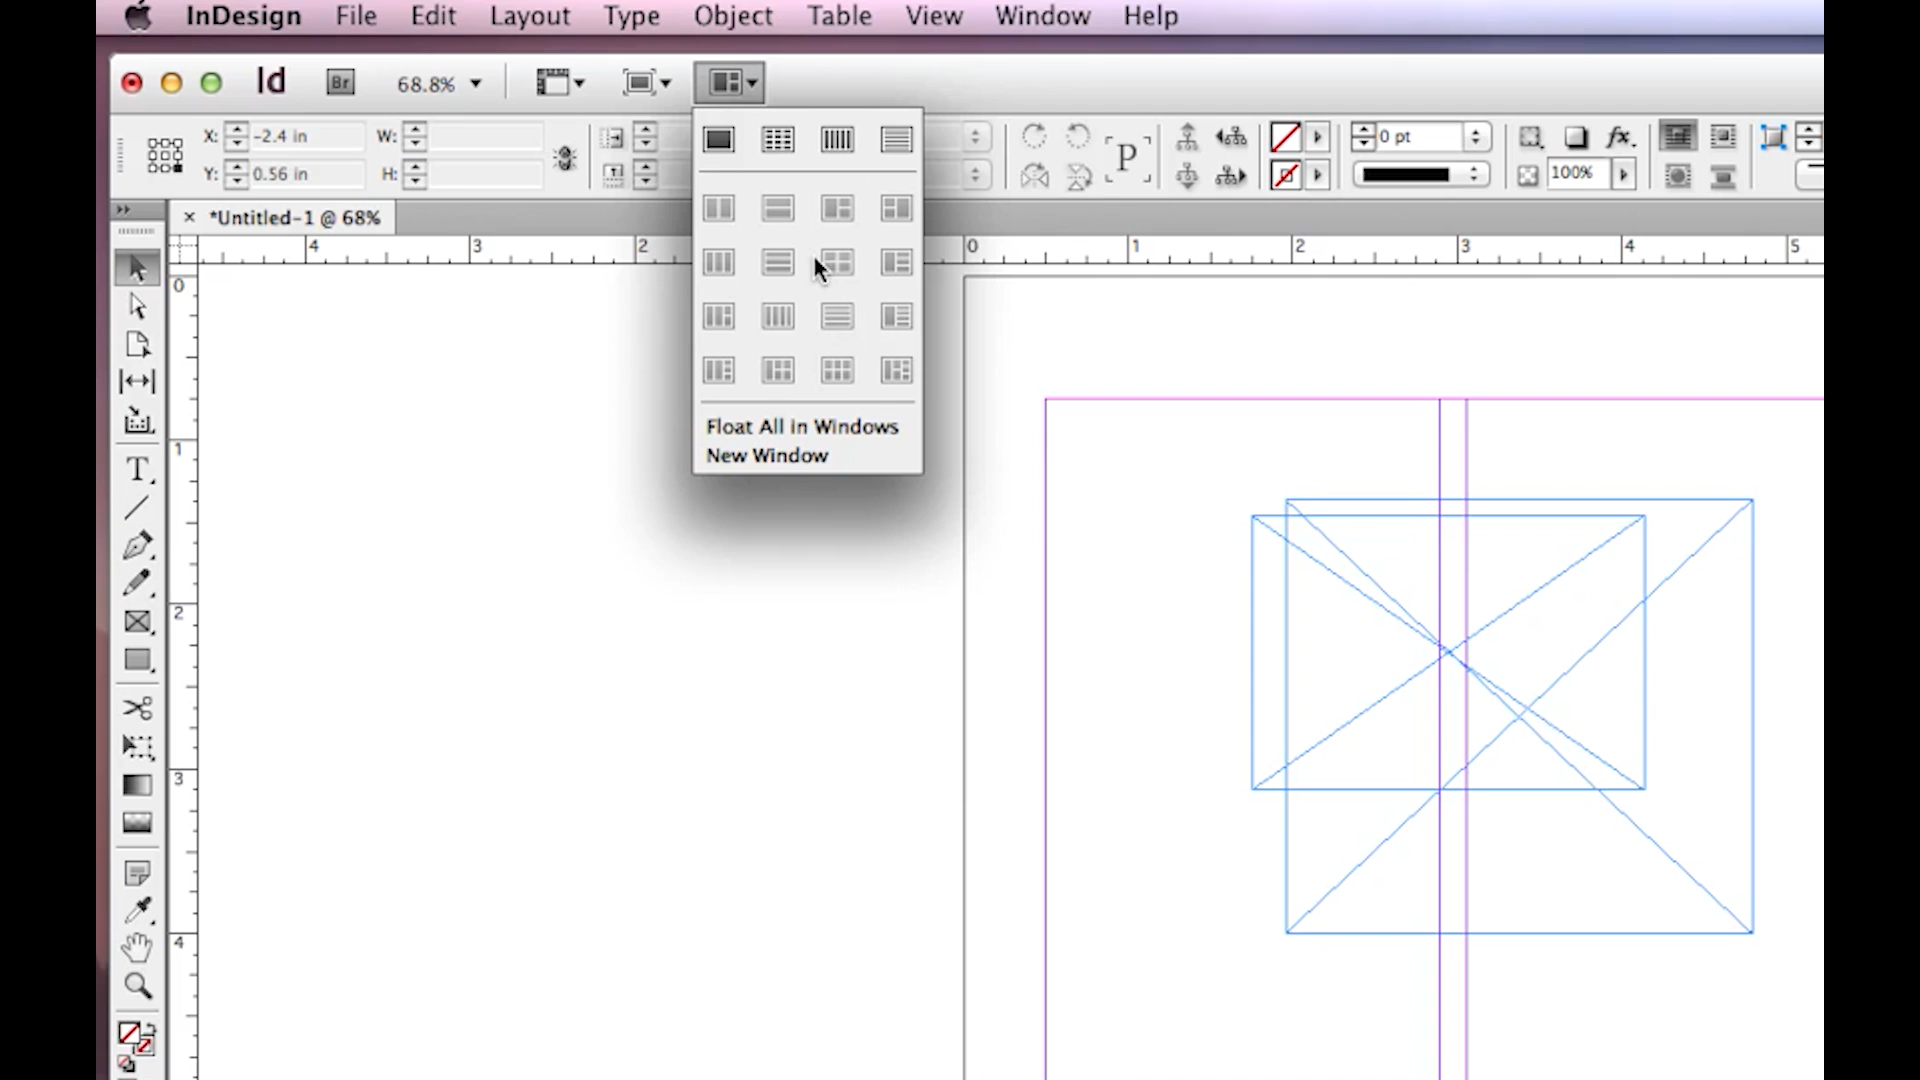 InDesign File Edit Layout Type Object Table View Window Help
Id Br 68.8%
X: -2.4 in W: 0 pt
Y: 0.56 in H: 100%
P
fx.
× *Untitled-1 @ 68%
4 3 2 0 1 2 3 4 5
0
1
2
3
4
T
Float All in Windows
New Window